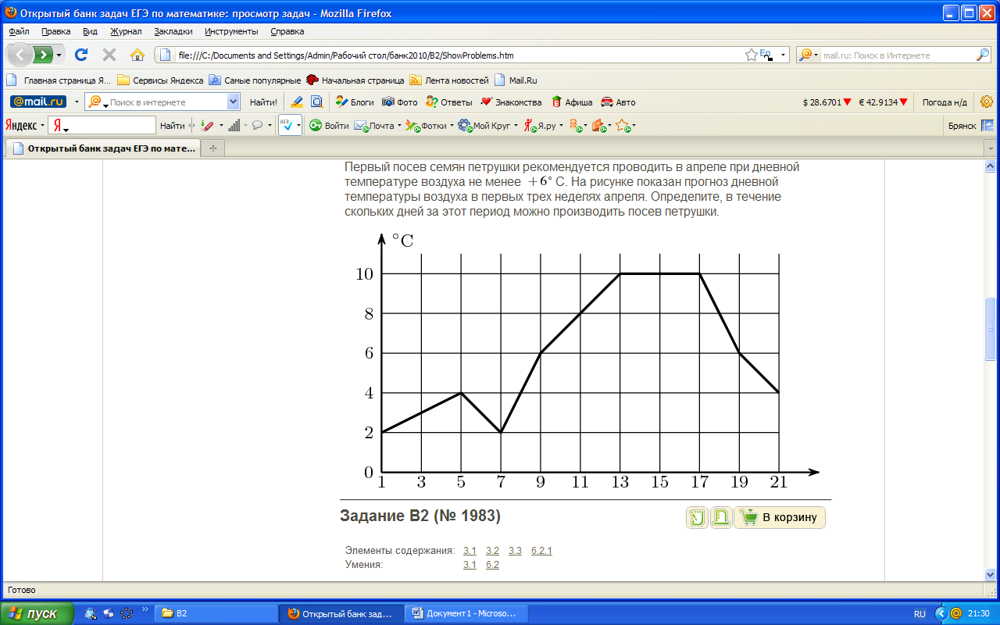 Открытый банк задач ЕГЭ по математике: просмотр задач - Mozilla Firefox
Файл Правка Вид Журнал Закладки Инструменты Справка
file:///C:/Documents and Settings/Admin/Рабочий стол/банк2010/B2/ShowProblems.htm
mail.ru: Поиск в Интернете
Главная страница Я... Сервисы Яндекса Самые популярные Начальная страница Лента новостей Mail.Ru
@mail.ru Поиск в интернете Найти! Блоги Фото Ответы Знакомства Афиша Авто $ 28.6701 € 42.9134 Погода н/д
Яндекс Я Найти Войти Почта Фотки Мой Круг Я.ру Брянск
Открытый банк задач ЕГЭ по мате...
Первый посев семян петрушки рекомендуется проводить в апреле при дневной
температуре воздуха не менее +6° С. На рисунке показан прогноз дневной
температуры воздуха в первых трех неделях апреля. Определите, в течение
скольких дней за этот период можно производить посев петрушки.
°C
10
8
6
4
2
0
1 3 5 7 9 11 13 15 17 19 21
Задание B2 (№ 1983)
В корзину
Элементы содержания: 3.1 3.2 3.3 6.2.1
Умения: 3.1 6.2
Готово
пуск B2 Открытый банк зад... Документ1 - Microso... RU 21:30